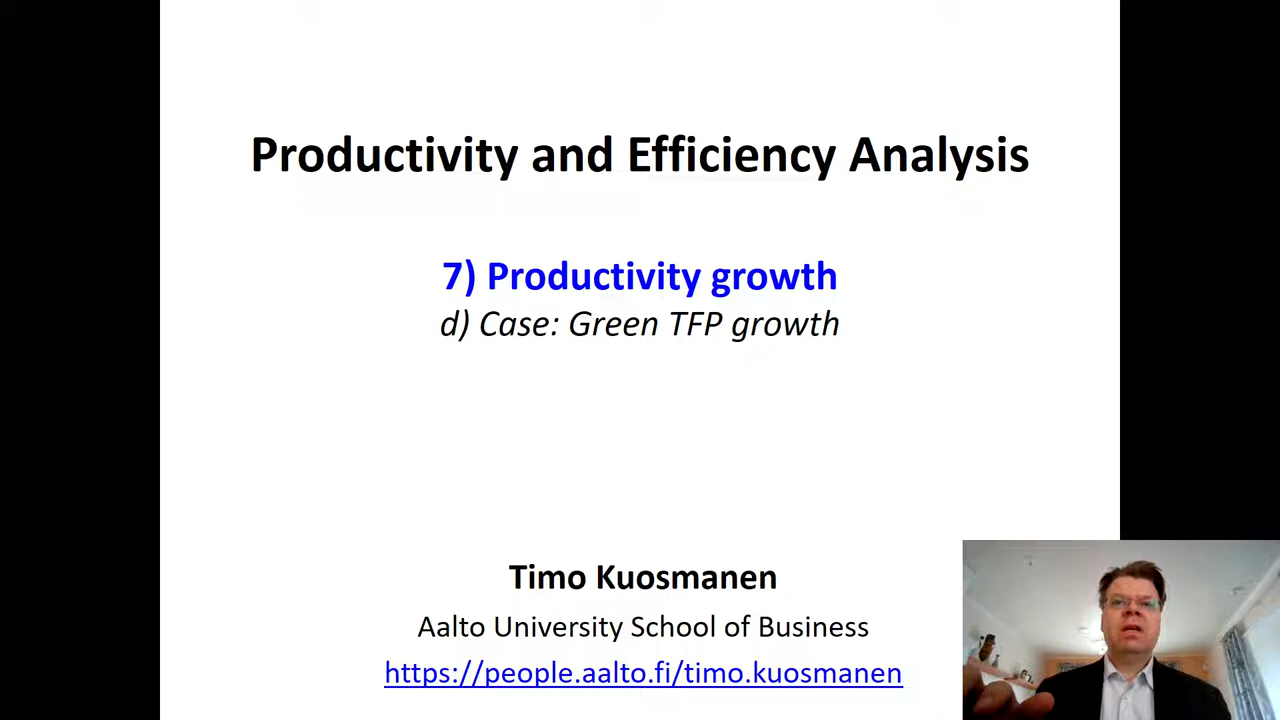 Productivity and Efficiency Analysis
7) Productivity growth
d) Case: Green TFP growth
Timo Kuosmanen
Aalto University School of Business
https://people.aalto.fi/timo.kuosmanen